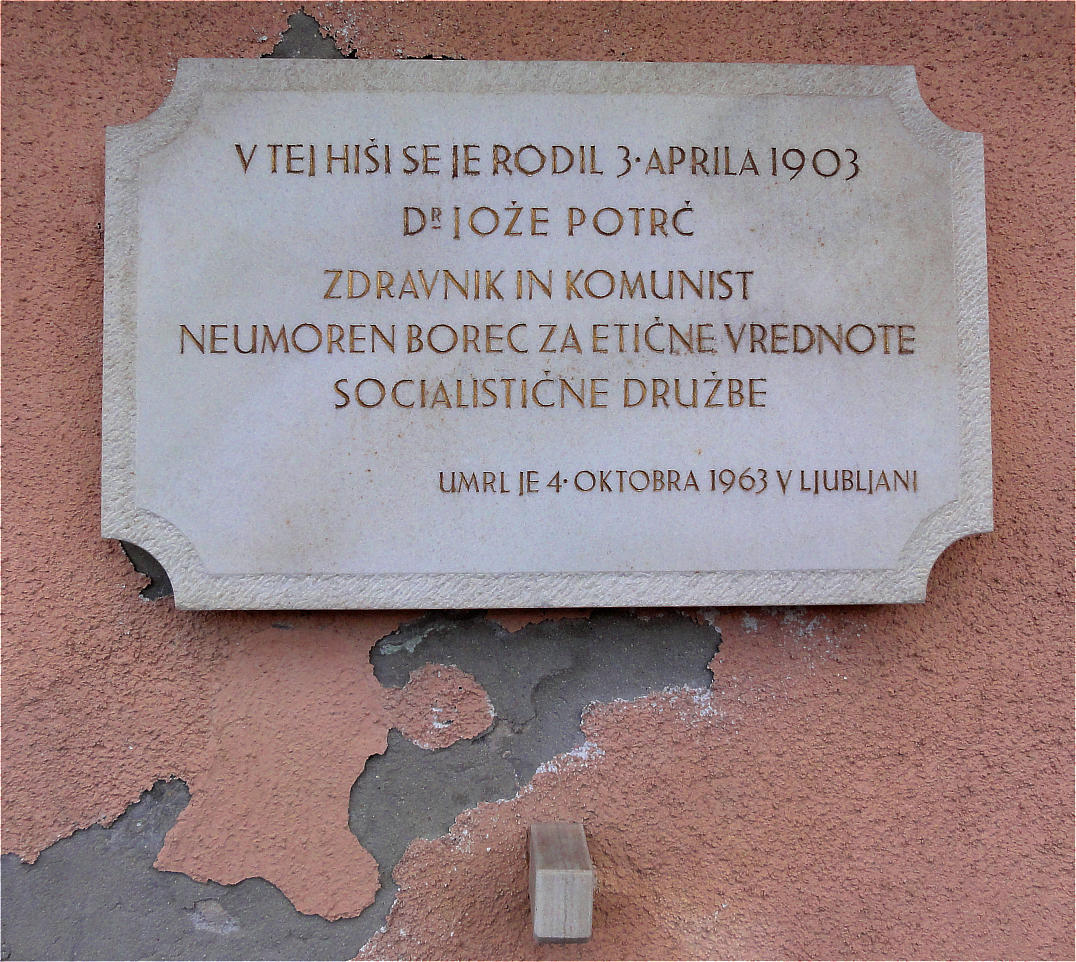 V TEJ HIŠI SE JE RODIL 3·APRILA 1903
DR JOŽE POTRČ
ZDRAVNIK IN KOMUNIST
NEUMOREN BOREC ZA ETIČNE VREDNOTE
SOCIALISTIČNE DRUŽBE
UMRL JE 4·OKTOBRA 1963 V LJUBLJANI